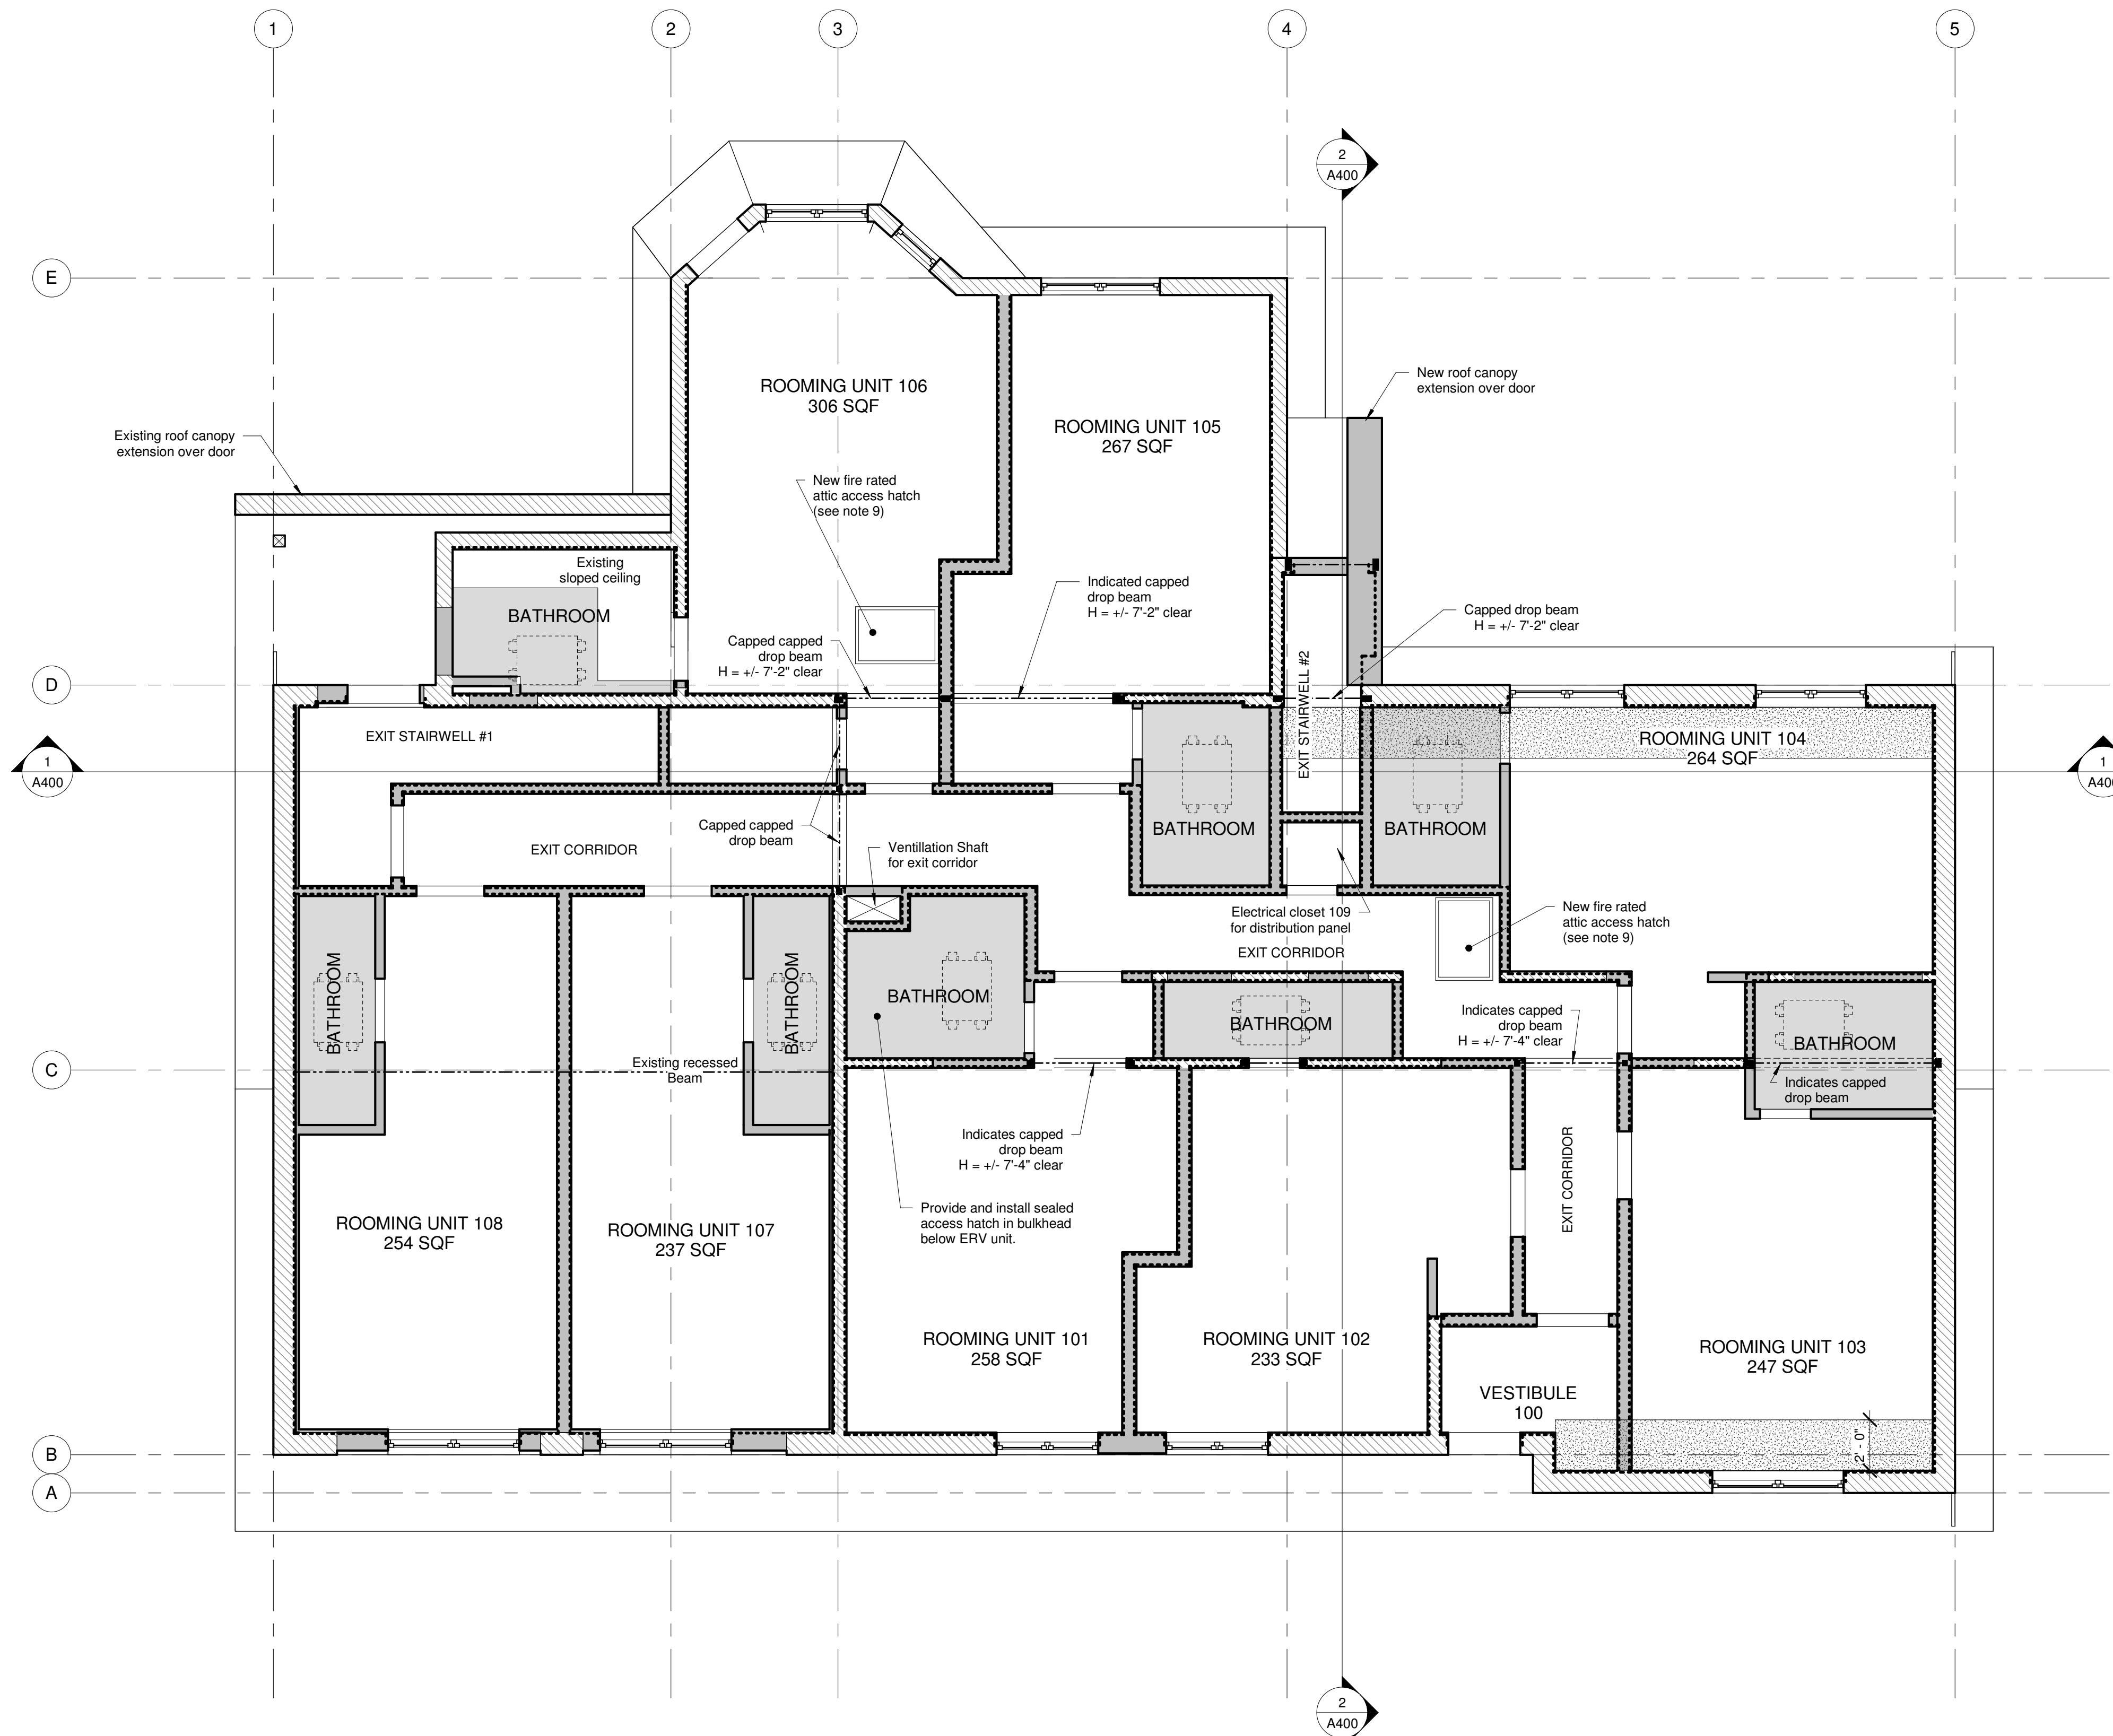 1
2
3
4
5
2
A400
E
ROOMING UNIT 106
306 SQF
New roof canopy
extension over door
ROOMING UNIT 105
267 SQF
Existing roof canopy
extension over door
New fire rated
attic access hatch
(see note 9)
Existing
sloped ceiling
BATHROOM
Indicated capped
drop beam
H = +/- 7'-2" clear
Capped drop beam
H = +/- 7'-2" clear
Capped capped
drop beam
H = +/- 7'-2" clear
EXIT STAIRWELL #2
D
EXIT STAIRWELL #1
ROOMING UNIT 104
264 SQF
1
A400
1
A400
Capped capped
drop beam
BATHROOM
BATHROOM
EXIT CORRIDOR
Ventillation Shaft
for exit corridor
Electrical closet 109
for distribution panel
EXIT CORRIDOR
New fire rated
attic access hatch
(see note 9)
BATHROOM
BATHROOM
BATHROOM
BATHROOM
Indicates capped
drop beam
H = +/- 7'-4" clear
BATHROOM
C
Existing recessed
Beam
Indicates capped
drop beam
Indicates capped
drop beam
H = +/- 7'-4" clear
EXIT CORRIDOR
Provide and install sealed
access hatch in bulkhead
below ERV unit.
ROOMING UNIT 108
254 SQF
ROOMING UNIT 107
237 SQF
ROOMING UNIT 101
258 SQF
ROOMING UNIT 102
233 SQF
ROOMING UNIT 103
247 SQF
VESTIBULE
100
2' - 0"
B
A
2
A400